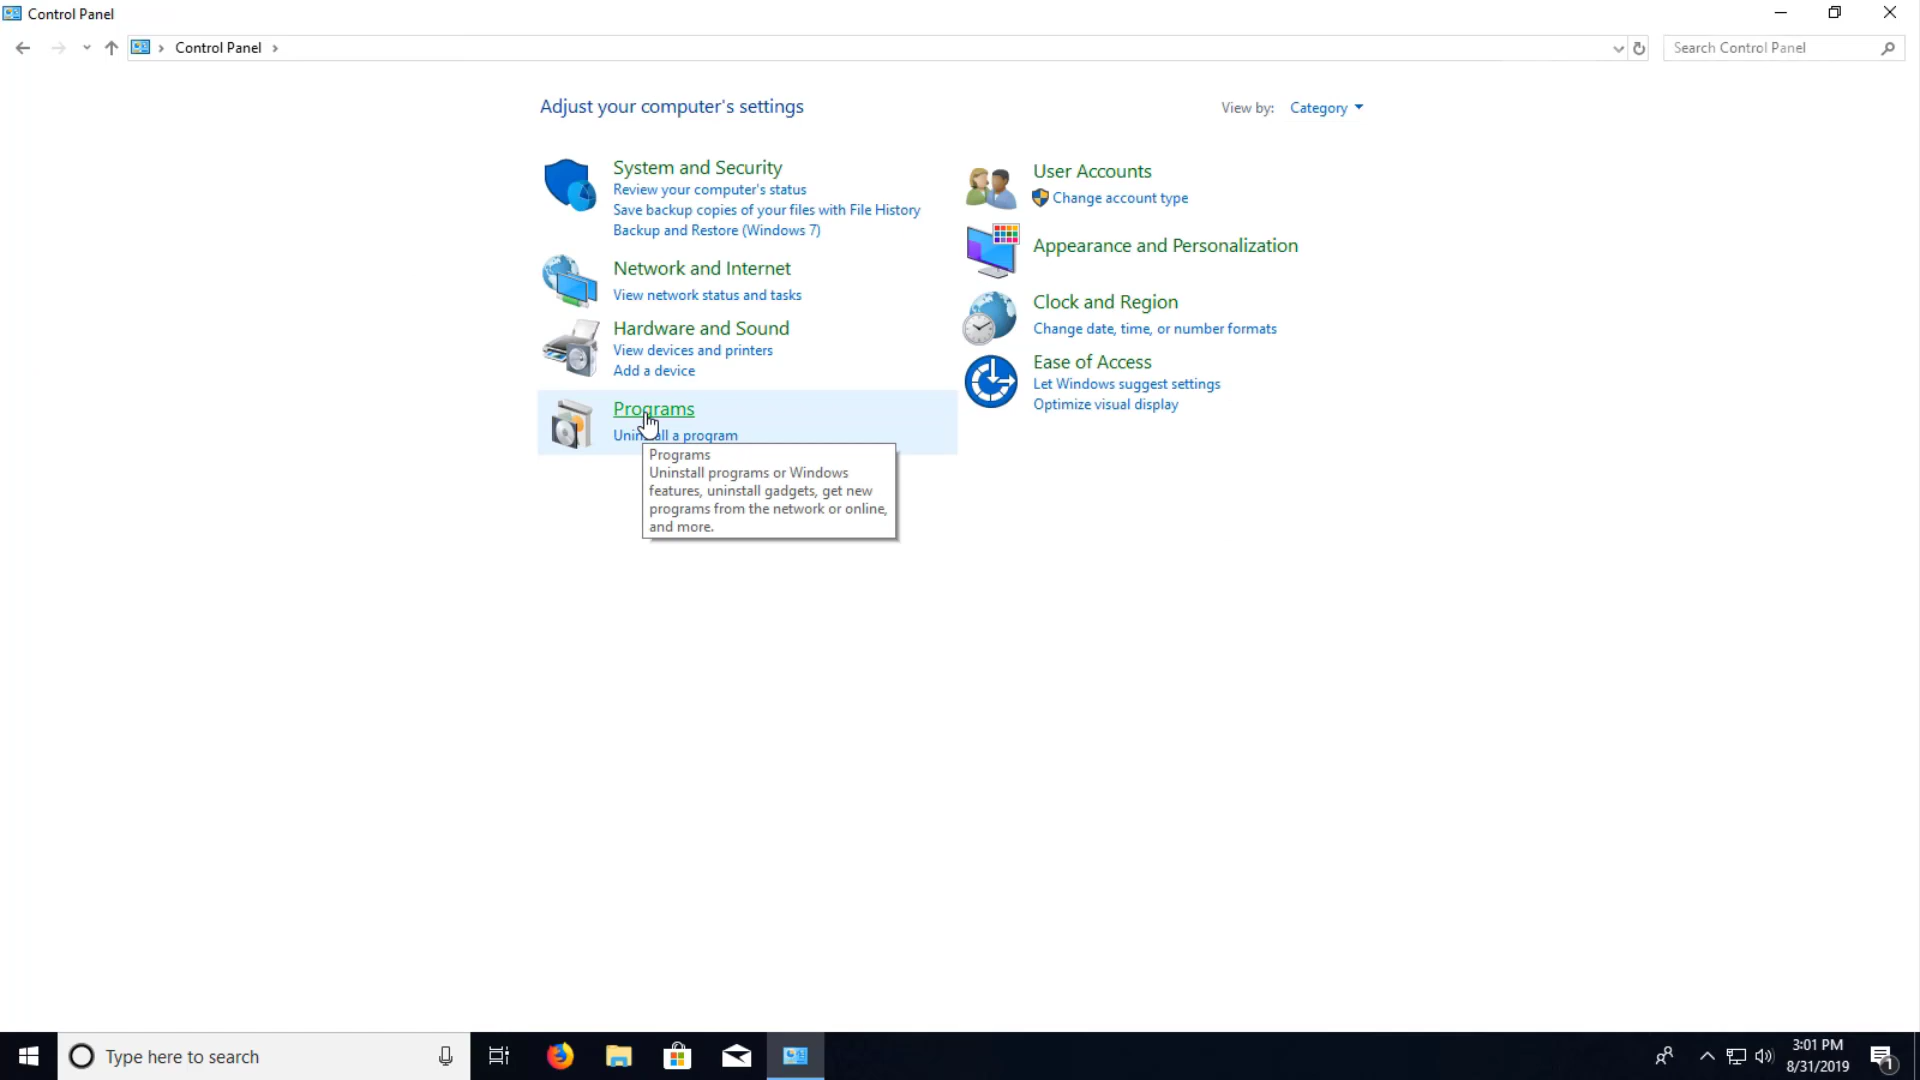 Control Panel
Control Panel
Search Control Panel
Adjust your computer's settings
View by: Category
System and Security
Review your computer's status
Save backup copies of your files with File History
Backup and Restore (Windows 7)
Network and Internet
View network status and tasks
Hardware and Sound
View devices and printers
Add a device
Programs
Uninstall a program
Programs
Uninstall programs or Windows
features, uninstall gadgets, get new
programs from the network or online,
and more.
User Accounts
Change account type
Appearance and Personalization
Clock and Region
Change date, time, or number formats
Ease of Access
Let Windows suggest settings
Optimize visual display
Type here to search
3:01 PM
8/31/2019
1